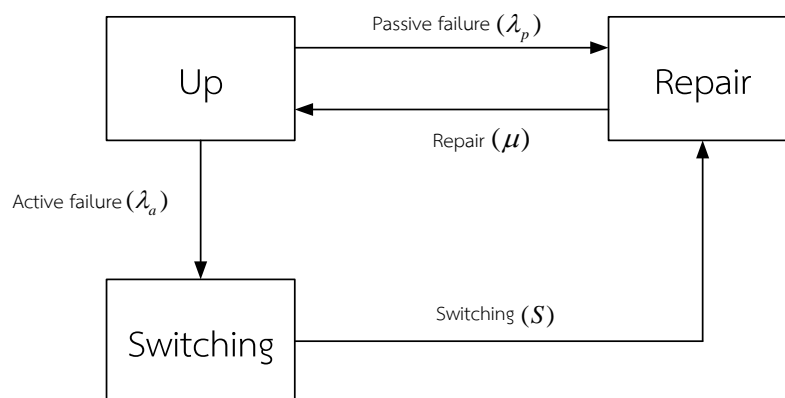 Passive failure (λp)
Up
Repair
Repair (μ)
Active failure (λa)
Switching (S)
Switching